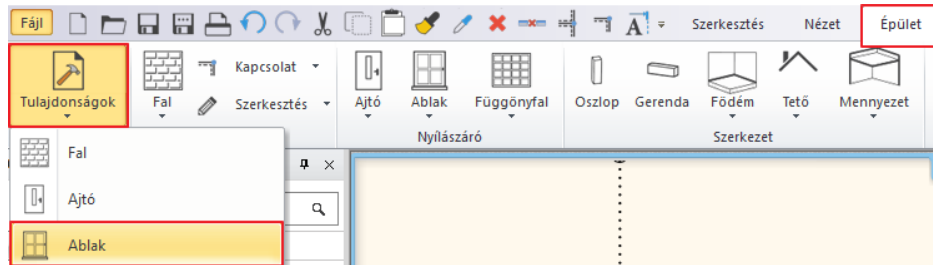 Fájl A Szerkesztés Nézet Épület
Tulajdonságok Fal Kapcsolat Szerkesztés Ajtó Ablak Függönyfal Oszlop Gerenda Födém Tető Mennyezet
Nyílászáró Szerkezet
Fal
Ajtó
Ablak